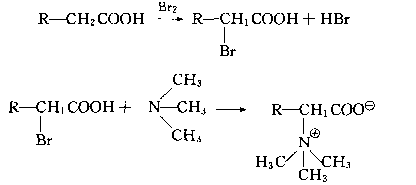 Br₂
R—CH₂COOH → R—CH₁COOH + HBr
Br
CH₃
R—CH₁COOH + N—CH₃ → R—CH₁COO⊖
Br
CH₃
N⊕
H₃C CH₃
CH₃